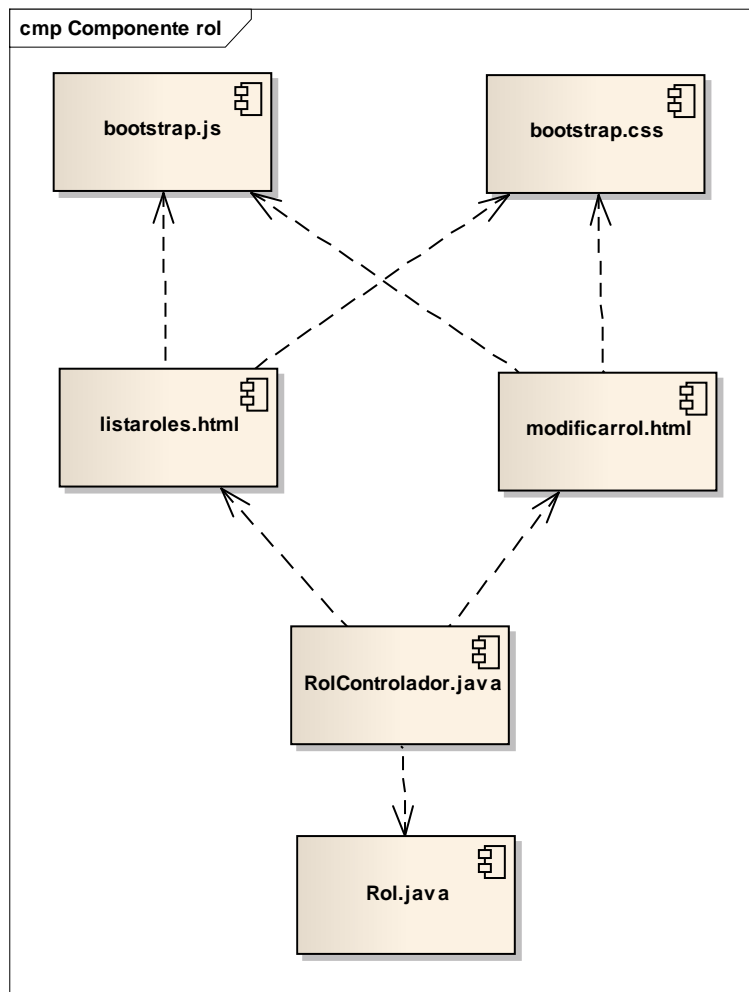 cmp Componente rol
bootstrap.js
bootstrap.css
listaroles.html
modificarrol.html
RolControlador.java
Rol.java